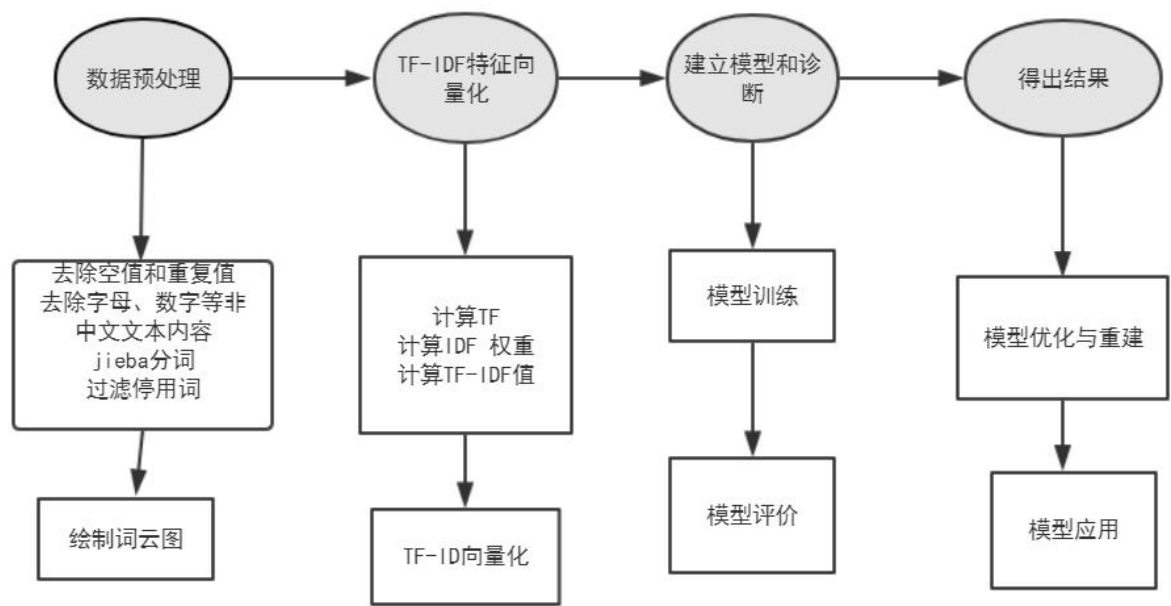 数据预处理
TF-IDF特征向
量化
建立模型和诊
断
得出结果
去除空值和重复值
去除字母、数字等非
中文文本内容
jieba分词
过滤停用词
计算TF
计算IDF 权重
计算TF-IDF值
模型训练
模型优化与重建
绘制词云图
TF-ID向量化
模型评价
模型应用